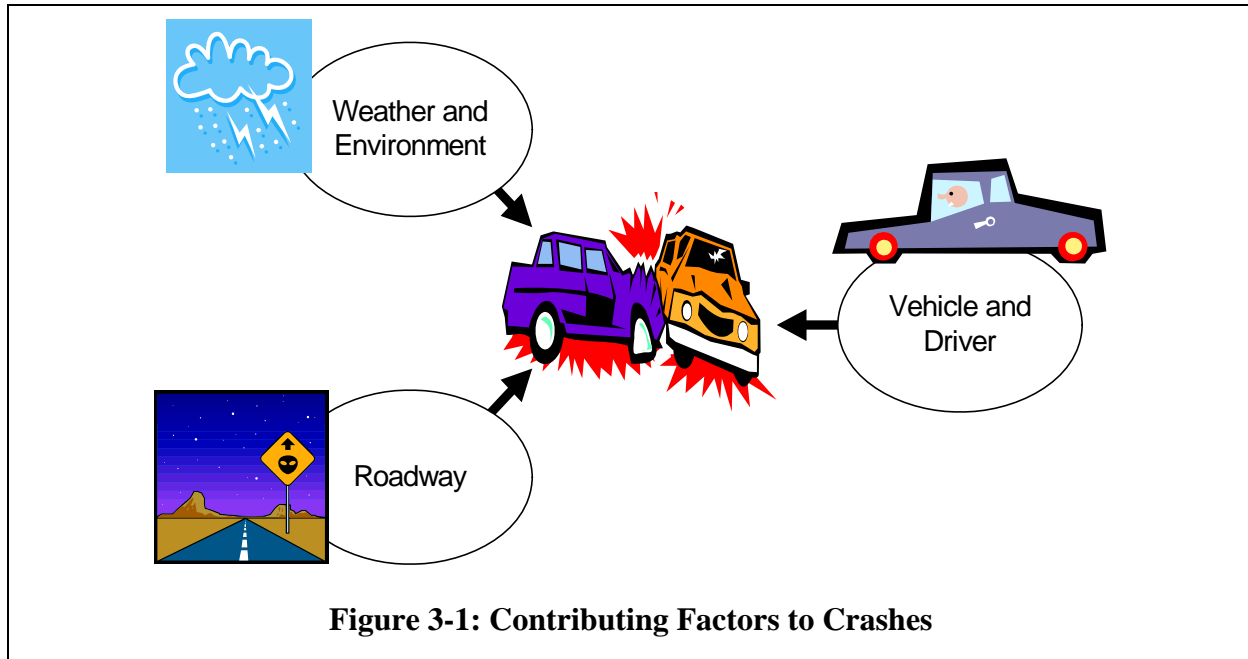 Weather and
Environment
Vehicle and
Driver
Roadway
Figure 3-1: Contributing Factors to Crashes